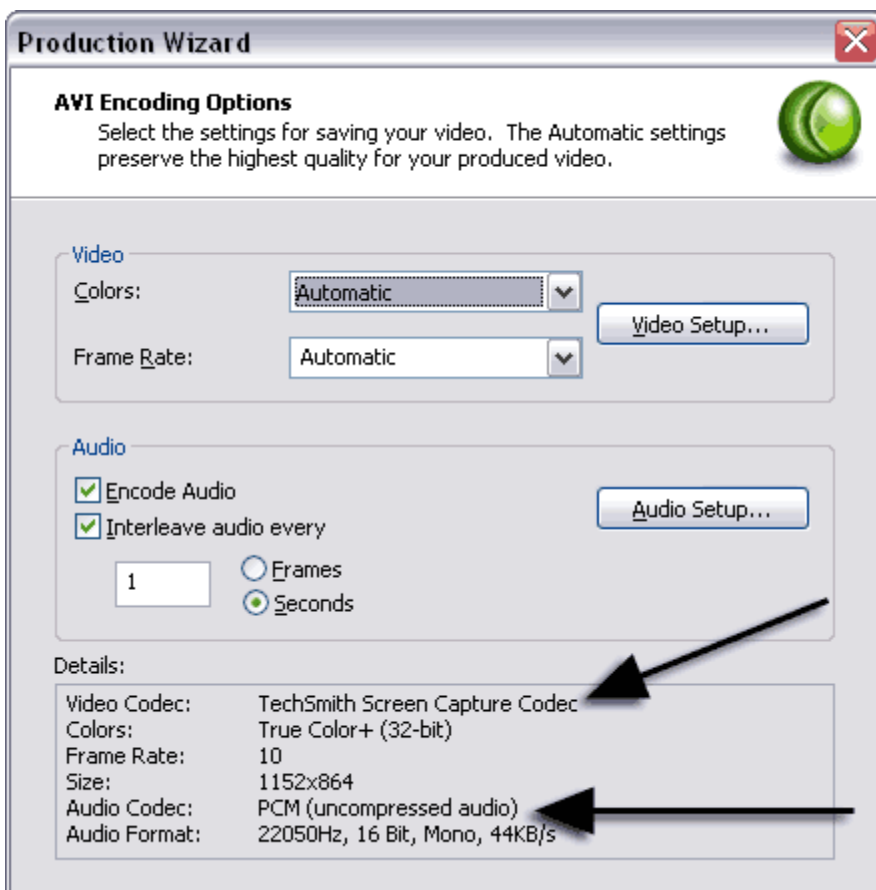 Production Wizard
AVI Encoding Options
Select the settings for saving your video. The Automatic settings
preserve the highest quality for your produced video.
Video
Colors: Automatic
Video Setup...
Frame Rate: Automatic
Audio
Encode Audio
Audio Setup...
Interleave audio every
1
Frames
Seconds
Details:
Video Codec: TechSmith Screen Capture Codec
Colors: True Color+ (32-bit)
Frame Rate: 10
Size: 1152x864
Audio Codec: PCM (uncompressed audio)
Audio Format: 22050Hz, 16 Bit, Mono, 44KB/s